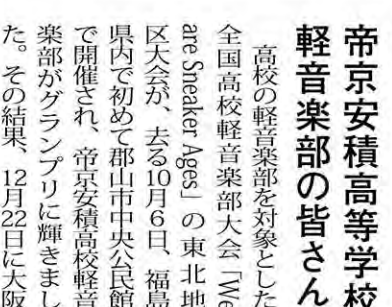 帝京安積高等学校
軽音楽部の皆さん
高校の軽音楽部を対象とした
全国高校軽音楽部大会「We
are Sneaker Ages」の東北地
区大会が、去る10月6日、福島
県内で初めて郡山市中央公民館
で開催され、帝京安積高校軽音
楽部がグランプリに輝きまし
た。その結果、12月22日に大阪